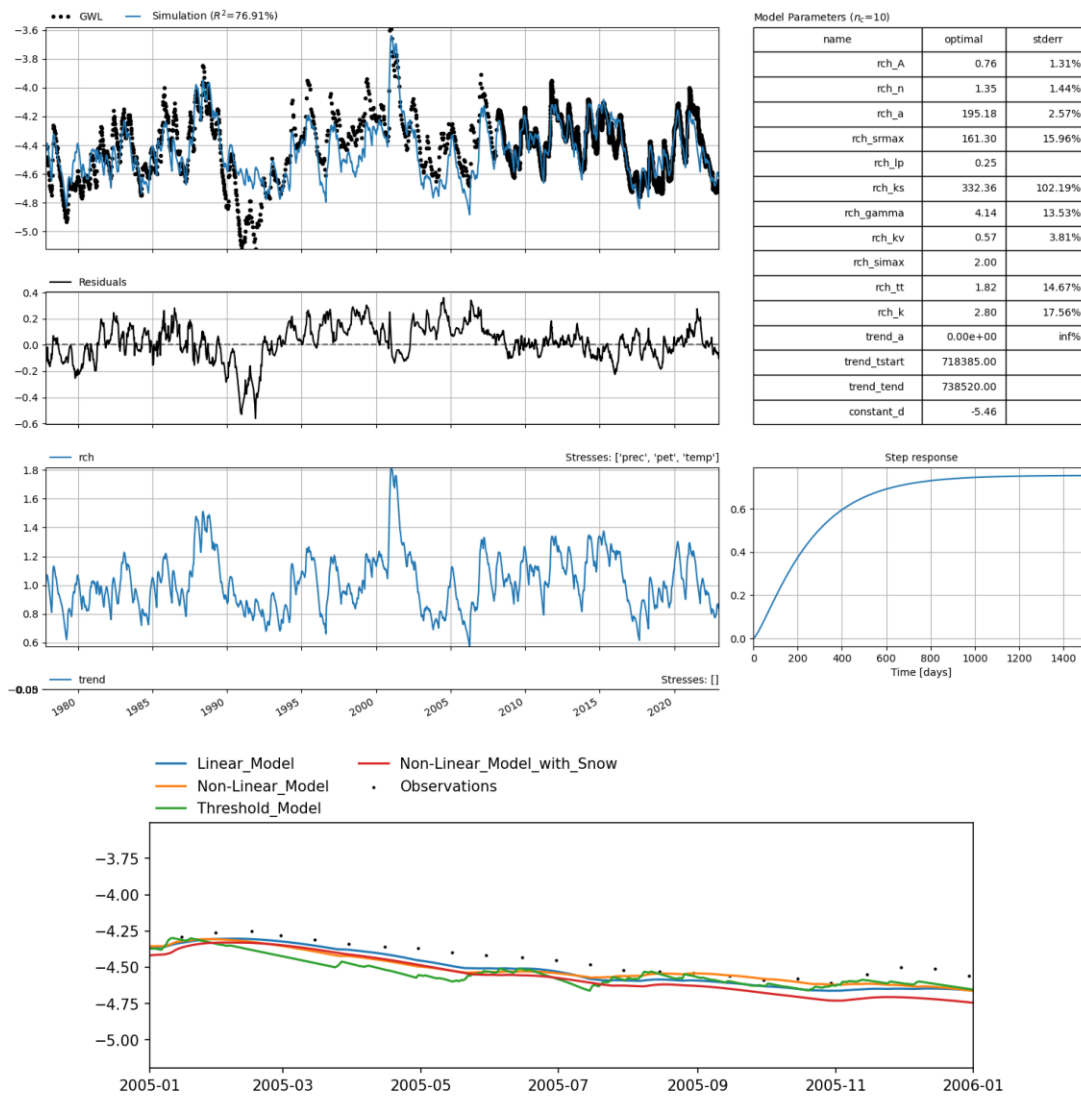 GWL Simulation (R²=76.91%)
−3.6
−3.8
−4.0
−4.2
−4.4
−4.6
−4.8
−5.0
Residuals
0.4
0.2
0.0
−0.2
−0.4
−0.6
rch Stresses: ['prec', 'pet', 'temp']
1.8
1.6
1.4
1.2
1.0
0.8
0.6
trend Stresses: []
1980 1985 1990 1995 2000 2005 2010 2015 2020
Model Parameters (n_c=10)
name optimal stderr
rch_A 0.76 1.31%
rch_n 1.35 1.44%
rch_a 195.18 2.57%
rch_srmax 161.30 15.96%
rch_lp 0.25
rch_ks 332.36 102.19%
rch_gamma 4.14 13.53%
rch_kv 0.57 3.81%
rch_simax 2.00
rch_tt 1.82 14.67%
rch_k 2.80 17.56%
trend_a 0.00e+00 inf%
trend_tstart 718385.00
trend_tend 738520.00
constant_d -5.46
Step response
0.6
0.4
0.2
0.0
0 200 400 600 800 1000 1200 1400
Time [days]
Linear_Model Non-Linear_Model_with_Snow
Non-Linear_Model Observations
Threshold_Model
−3.75
−4.00
−4.25
−4.50
−4.75
−5.00
2005-01 2005-03 2005-05 2005-07 2005-09 2005-11 2006-01